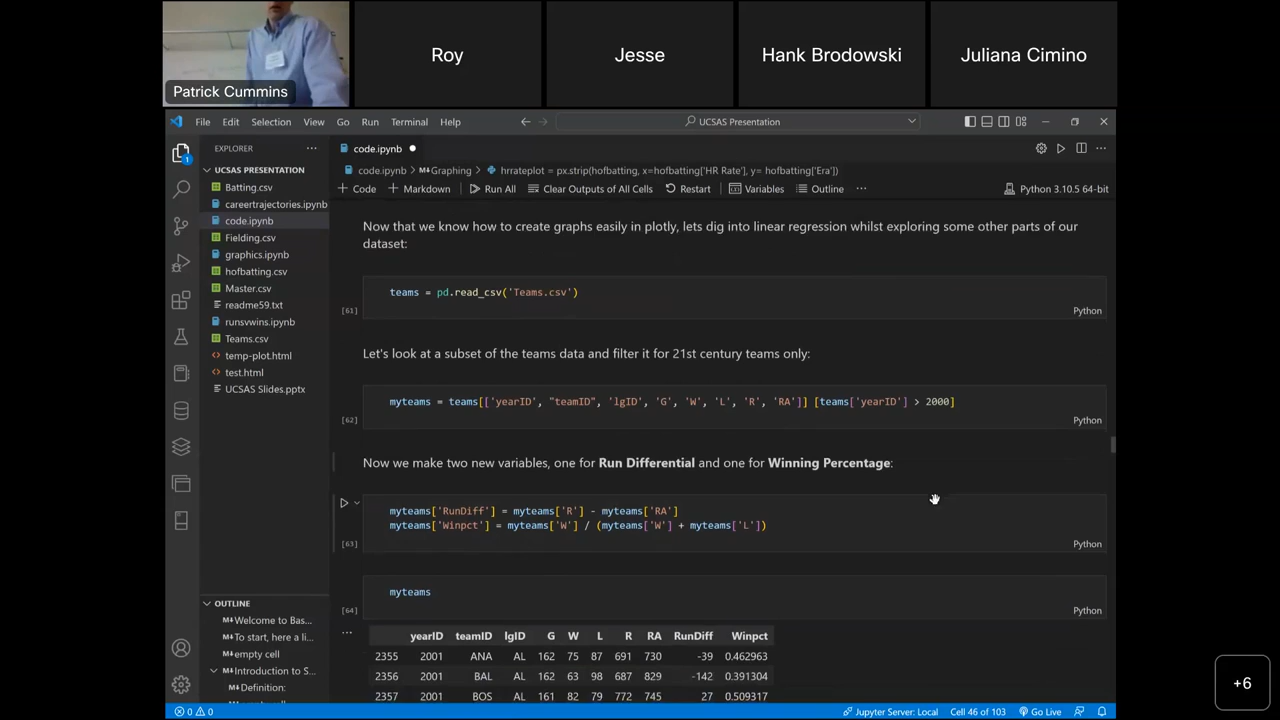 Patrick Cummins
Roy
Jesse
Hank Brodowski
Juliana Cimino
File Edit Selection View Go Run Terminal Help
UCSAS Presentation
EXPLORER
code.ipynb
UCSAS PRESENTATION
code.ipynb > M↓Graphing > hrrateplot = px.strip(hofbatting, x=hofbatting['HR Rate'], y= hofbatting['Era'])
+ Code + Markdown Run All Clear Outputs of All Cells Restart Variables Outline ... Python 3.10.5 64-bit
1
Batting.csv
careertrajectories.ipynb
code.ipynb
Fielding.csv
graphics.ipynb
hofbatting.csv
Master.csv
readme59.txt
runsvwins.ipynb
Teams.csv
temp-plot.html
test.html
UCSAS Slides.pptx
Now that we know how to create graphs easily in plotly, lets dig into linear regression whilst exploring some other parts of our
dataset:
teams = pd.read_csv('Teams.csv')
[61] Python
Let's look at a subset of the teams data and filter it for 21st century teams only:
myteams = teams[['yearID', "teamID", 'lgID', 'G', 'W', 'L', 'R', 'RA']] [teams['yearID'] > 2000]
[62] Python
Now we make two new variables, one for Run Differential and one for Winning Percentage:
myteams['RunDiff'] = myteams['R'] - myteams['RA']
myteams['Winpct'] = myteams['W'] / (myteams['W'] + myteams['L'])
[63] Python
myteams
[64] Python
yearID teamID lgID G W L R RA RunDiff Winpct
2355 2001 ANA AL 162 75 87 691 730 -39 0.462963
2356 2001 BAL AL 162 63 98 687 829 -142 0.391304
2357 2001 BOS AL 161 82 79 772 745 27 0.509317
OUTLINE
M↓Welcome to Bas...
M↓To start, here a li...
M↓empty cell
M↓Introduction to S...
M↓Definition:
0 0
Jupyter Server: Local Cell 46 of 103 Go Live
+6